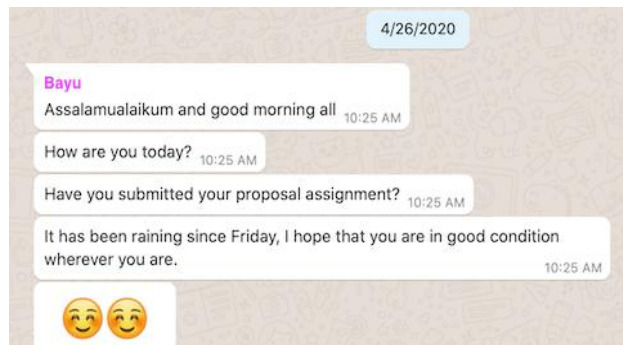 4/26/2020
Bayu
Assalamualaikum and good morning all 10:25 AM
How are you today? 10:25 AM
Have you submitted your proposal assignment? 10:25 AM
It has been raining since Friday, I hope that you are in good condition
wherever you are. 10:25 AM
☺️☺️